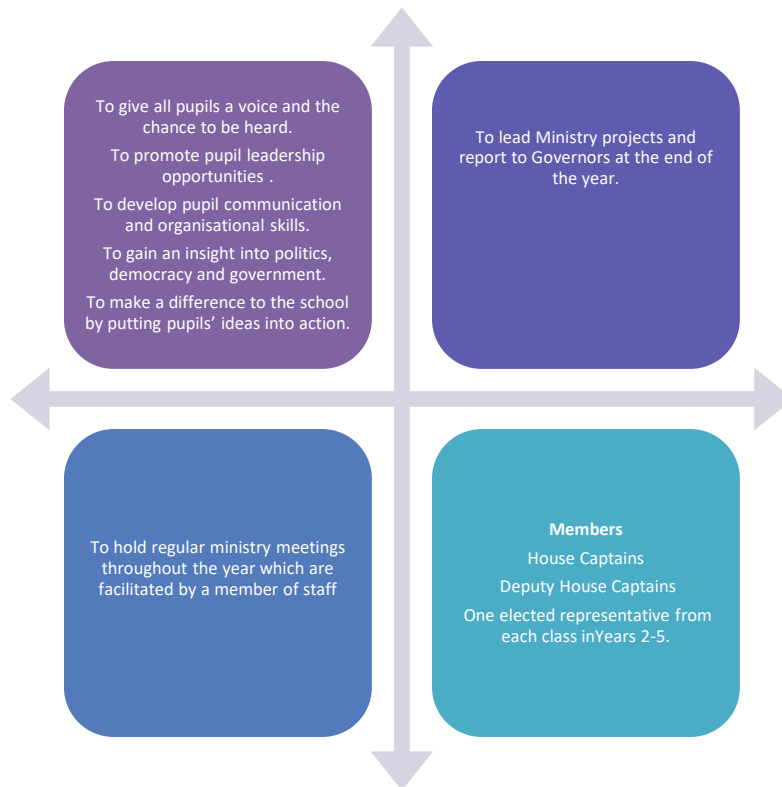 To give all pupils a voice and the
chance to be heard.
To promote pupil leadership
opportunities .
To develop pupil communication
and organisational skills.
To gain an insight into politics,
democracy and government.
To make a difference to the school
by putting pupils’ ideas into action.
To lead Ministry projects and
report to Governors at the end of
the year.
To hold regular ministry meetings
throughout the year which are
facilitated by a member of staff
Members
House Captains
Deputy House Captains
One elected representative from
each class inYears 2-5.